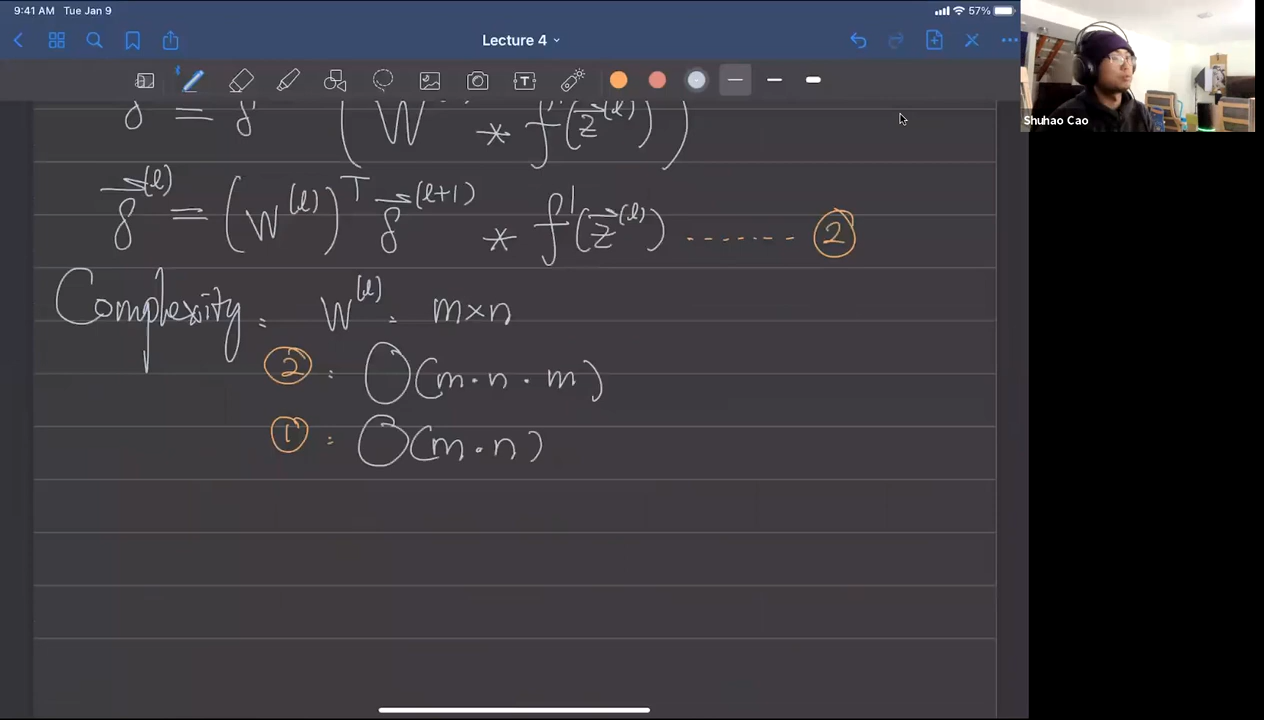 9:41 AM Tue Jan 9
57%
Lecture 4
Shuhao Cao
δ = δ (W * f'(z⃗^(l)))
δ⃗^(l) = (W^(l))^T δ⃗^(l+1) * f'(z⃗^(l)) ------- ②
Complexity: W^(l): m×n
②: O(m·n·m)
①: O(m·n)